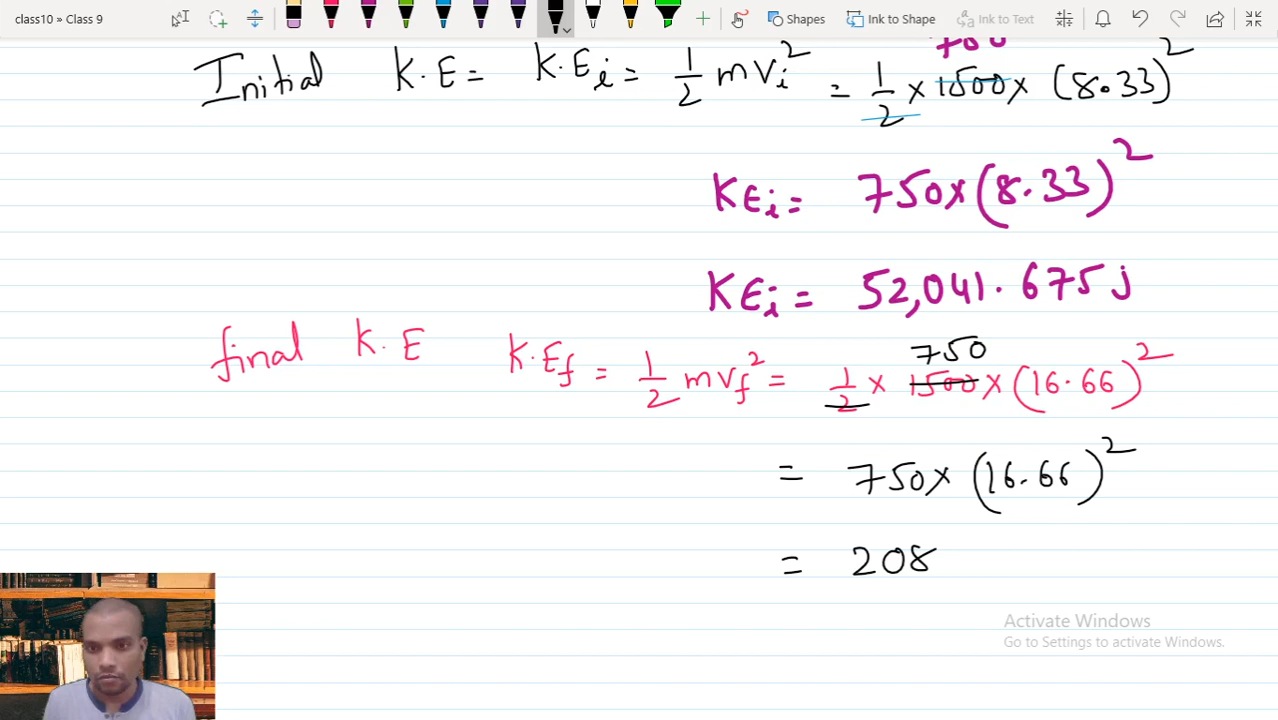 class10 » Class 9 Shapes Ink to Shape Ink to Text
Initial K.E = K.Ei = 1/2 mvi² = 1/2 × 1500 × (8.33)²
KEi = 750×(8.33)²
KEi = 52,041.675 j
final K.E K.Ef = 1/2 mvf² = 1/2 × 1500 × (16.66)²
750
= 750× (16.66)²
= 208
Activate Windows
Go to Settings to activate Windows.